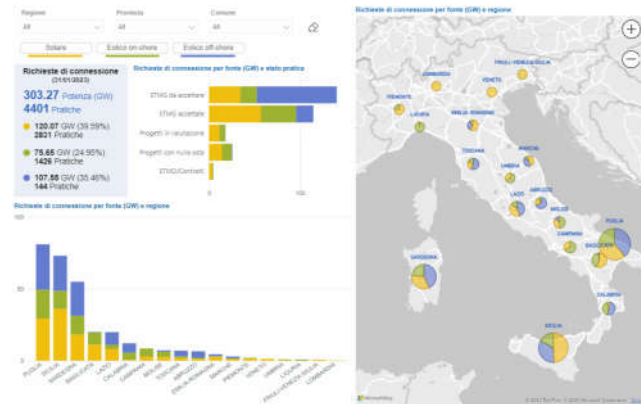 Regione
All
Provincia
All
Comune
All
Solare
Eolico on-shore
Eolico off-shore
Richieste di connessione
(31/01/2023)
303.27 Potenza (GW)
4401 Pratiche
120.07 GW (39.59%)
2831 Pratiche
75.65 GW (24.95%)
1426 Pratiche
107.55 GW (35.46%)
144 Pratiche
Richieste di connessione per fonte (GW) e stato pratica
STMG da accettare
STMG accettate
Progetti in valutazione
Progetti con nulla osta
STMD/Contratti
0
100
Richieste di connessione per fonte (GW) e regione
100
50
0
PUGLIA
SICILIA
SARDEGNA
BASILICATA
LAZIO
CALABRIA
CAMPANIA
MOLISE
TOSCANA
ABRUZZO
EMILIA-ROMAGNA
MARCHE
PIEMONTE
VENETO
UMBRIA
LIGURIA
FRIULI-VENEZIA GIULIA
LOMBARDIA
Richieste di connessione per fonte (GW) e regione
FRIULI-VENEZIA GIULIA
LOMBARDIA
VENETO
PIEMONTE
EMILIA-ROMAGNA
LIGURIA
TOSCANA
MARCHE
UMBRIA
LAZIO
ABRUZZO
MOLISE
PUGLIA
CAMPANIA
BASILICATA
SARDEGNA
CALABRIA
SICILIA